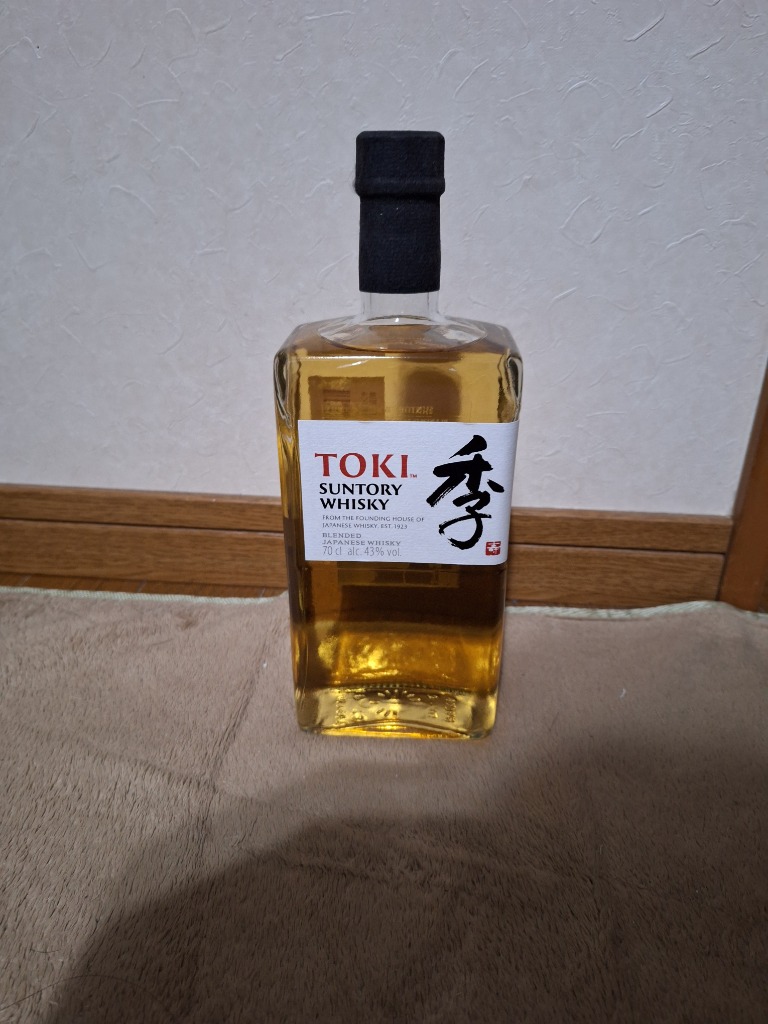 TOKI™
SUNTORY
WHISKY
季
FROM THE FOUNDING HOUSE OF
JAPANESE WHISKY, EST. 1923
BLENDED
JAPANESE WHISKY
70 cl alc. 43% vol.